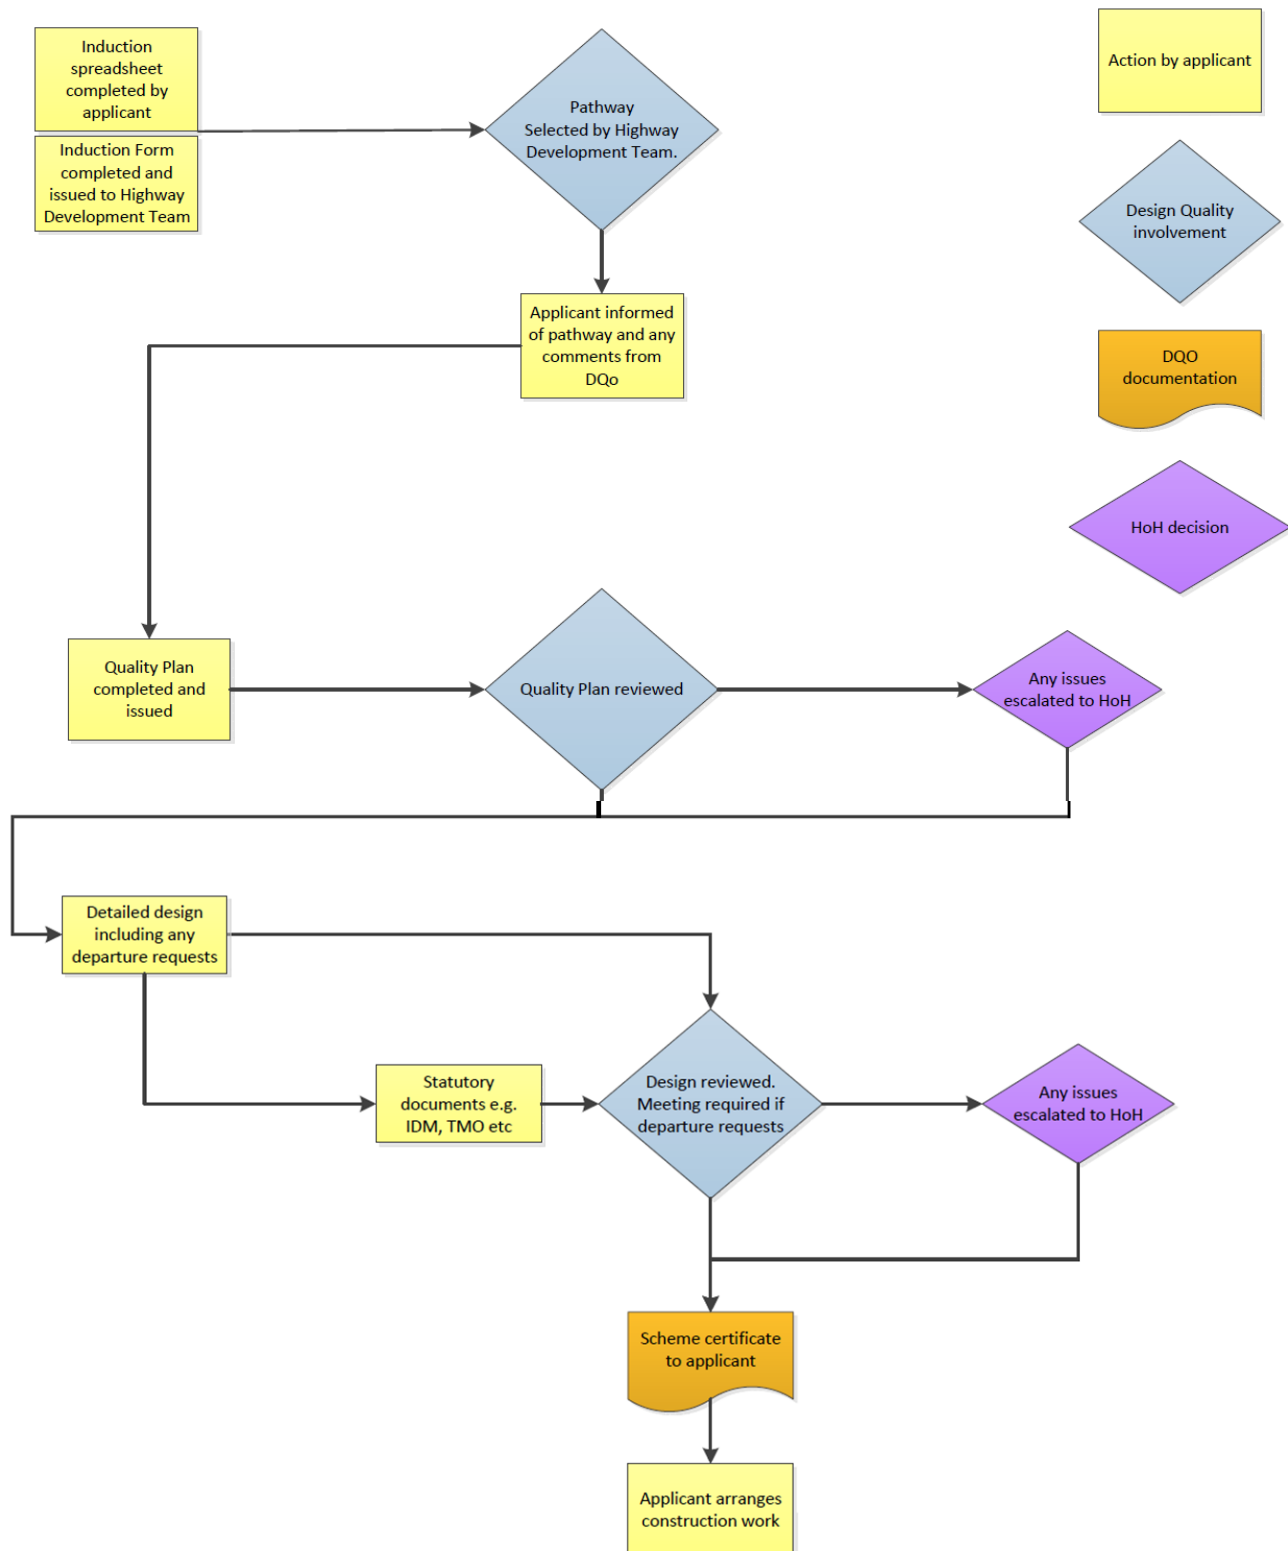 Induction
spreadsheet
completed by
applicant
Induction Form
completed and
issued to Highway
Development Team
Pathway
Selected by Highway
Development Team.
Action by applicant
Design Quality
involvement
Applicant informed
of pathway and any
comments from
DQo
DQO
documentation
HoH decision
Quality Plan
completed and
issued
Quality Plan reviewed
Any issues
escalated to HoH
Detailed design
including any
departure requests
Statutory
documents e.g.
IDM, TMO etc
Design reviewed.
Meeting required if
departure requests
Any issues
escalated to HoH
Scheme certificate
to applicant
Applicant arranges
construction work